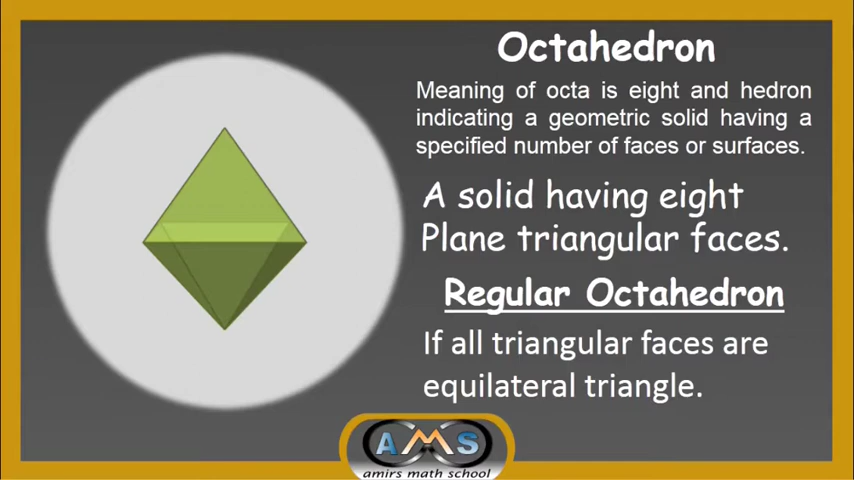 Octahedron
Meaning of octa is eight and hedron
indicating a geometric solid having a
specified number of faces or surfaces.
A solid having eight
Plane triangular faces.
Regular Octahedron
If all triangular faces are
equilateral triangle.
AMS
amirs math school